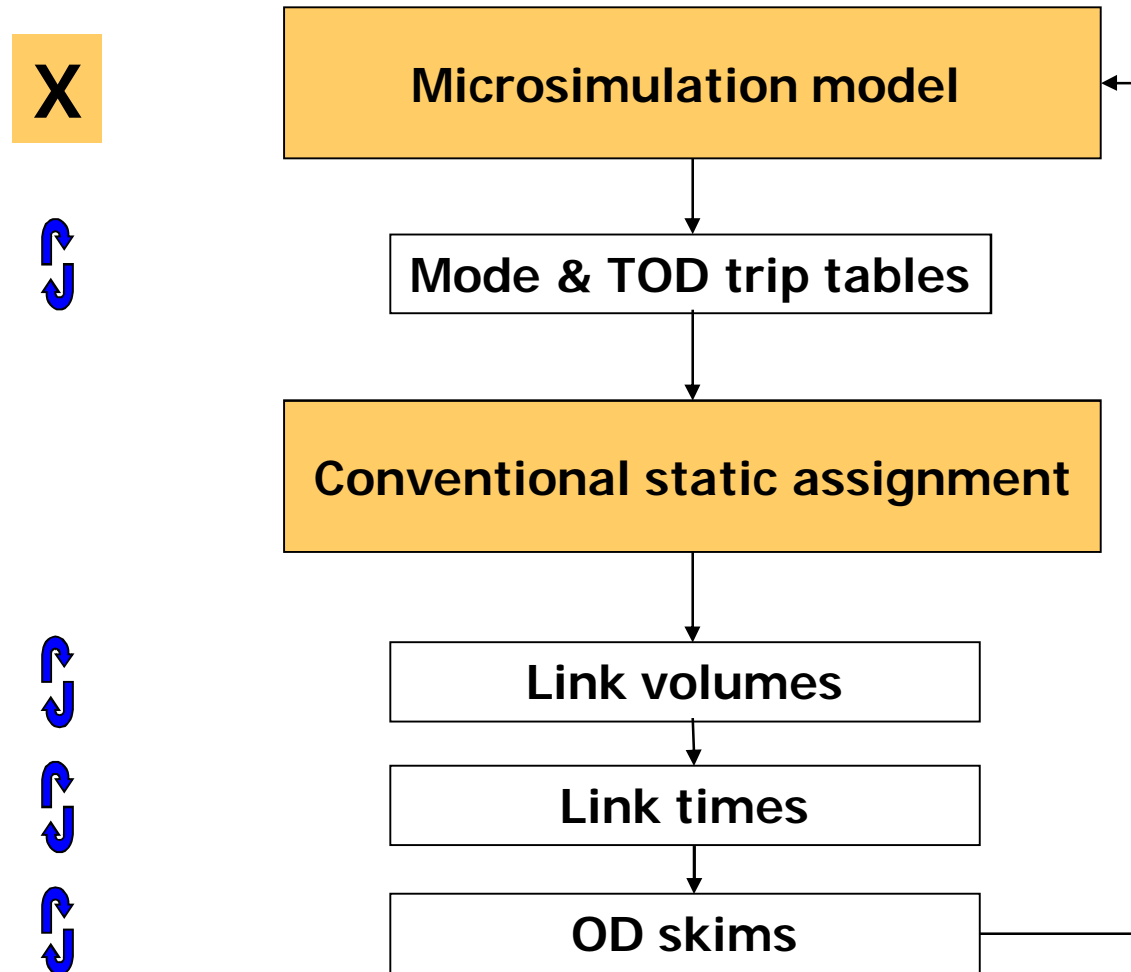 X
Microsimulation model
Mode & TOD trip tables
Conventional static assignment
Link volumes
Link times
OD skims